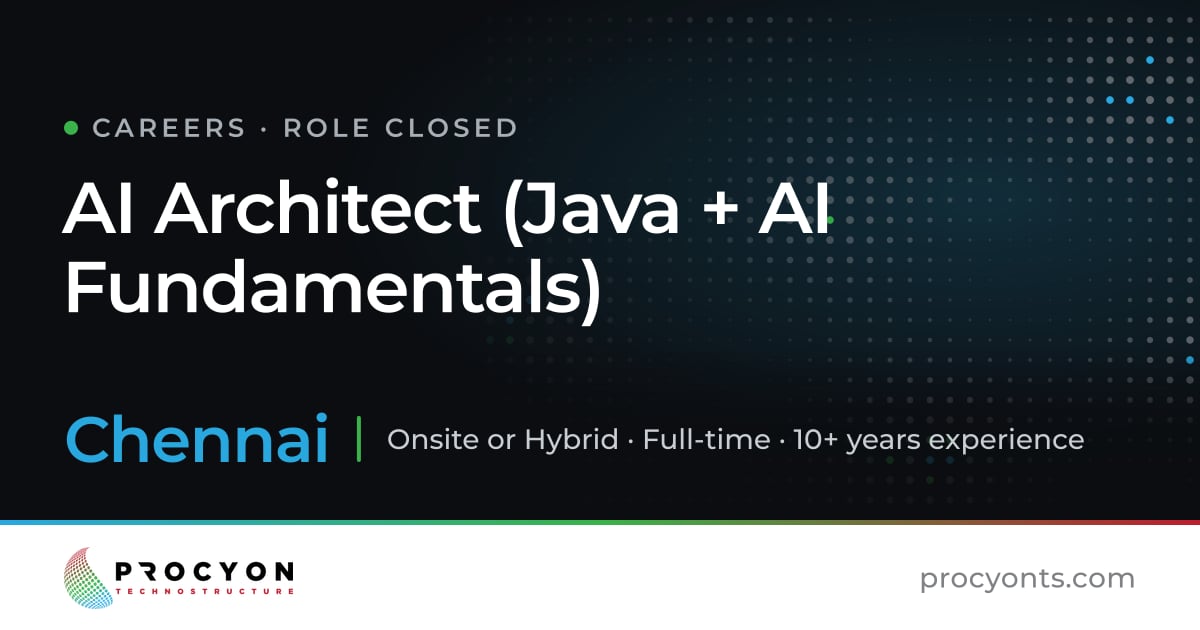 CAREERS · ROLE CLOSED
AI Architect (Java + AI
Fundamentals)
Chennai
Onsite or Hybrid · Full-time · 10+ years experience
PROCYON
TECHNOSTRUCTURE
procyonts.com